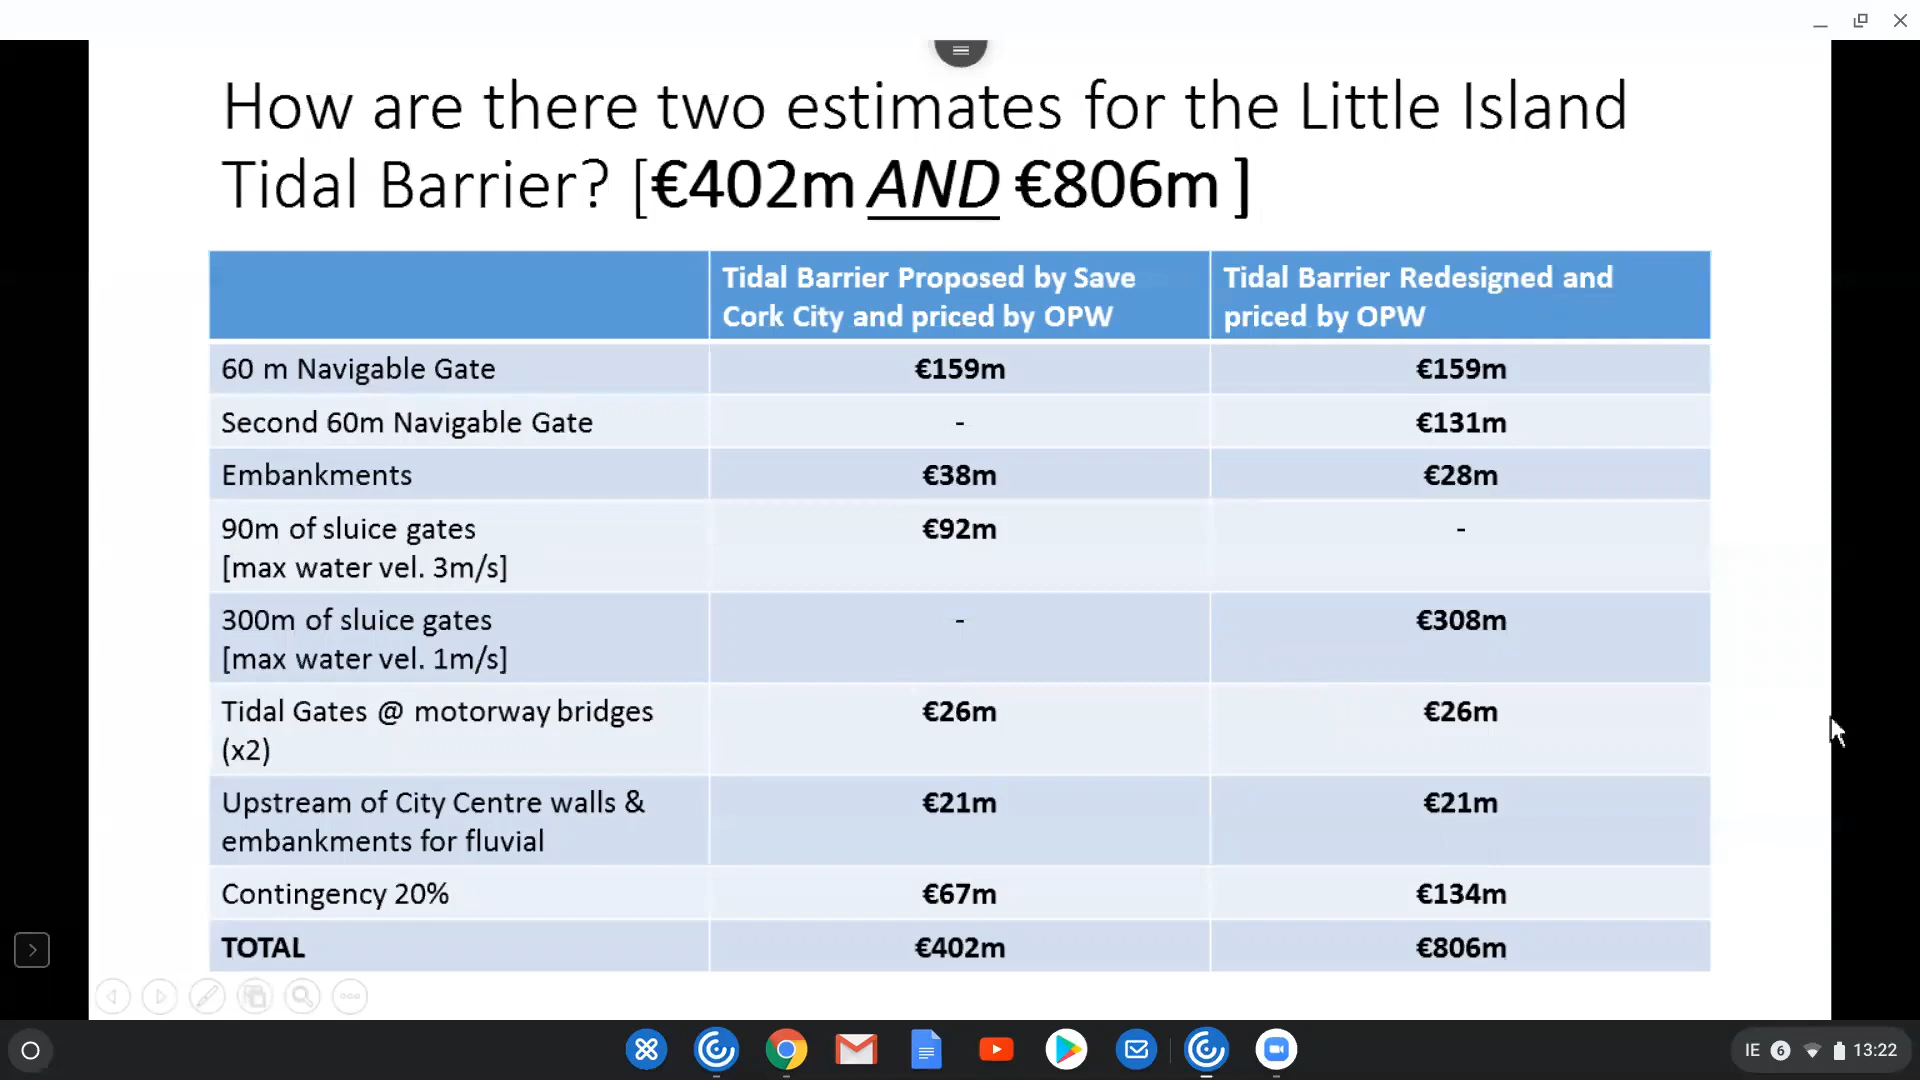 How are there two estimates for the Little Island
Tidal Barrier? [€402m AND €806m ]
Tidal Barrier Proposed by Save
Cork City and priced by OPW
Tidal Barrier Redesigned and
priced by OPW
60 m Navigable Gate
€159m
€159m
Second 60m Navigable Gate
-
€131m
Embankments
€38m
€28m
90m of sluice gates
[max water vel. 3m/s]
€92m
-
300m of sluice gates
[max water vel. 1m/s]
-
€308m
Tidal Gates @ motorway bridges
(x2)
€26m
€26m
Upstream of City Centre walls &
embankments for fluvial
€21m
€21m
Contingency 20%
€67m
€134m
TOTAL
€402m
€806m
IE 6 13:22